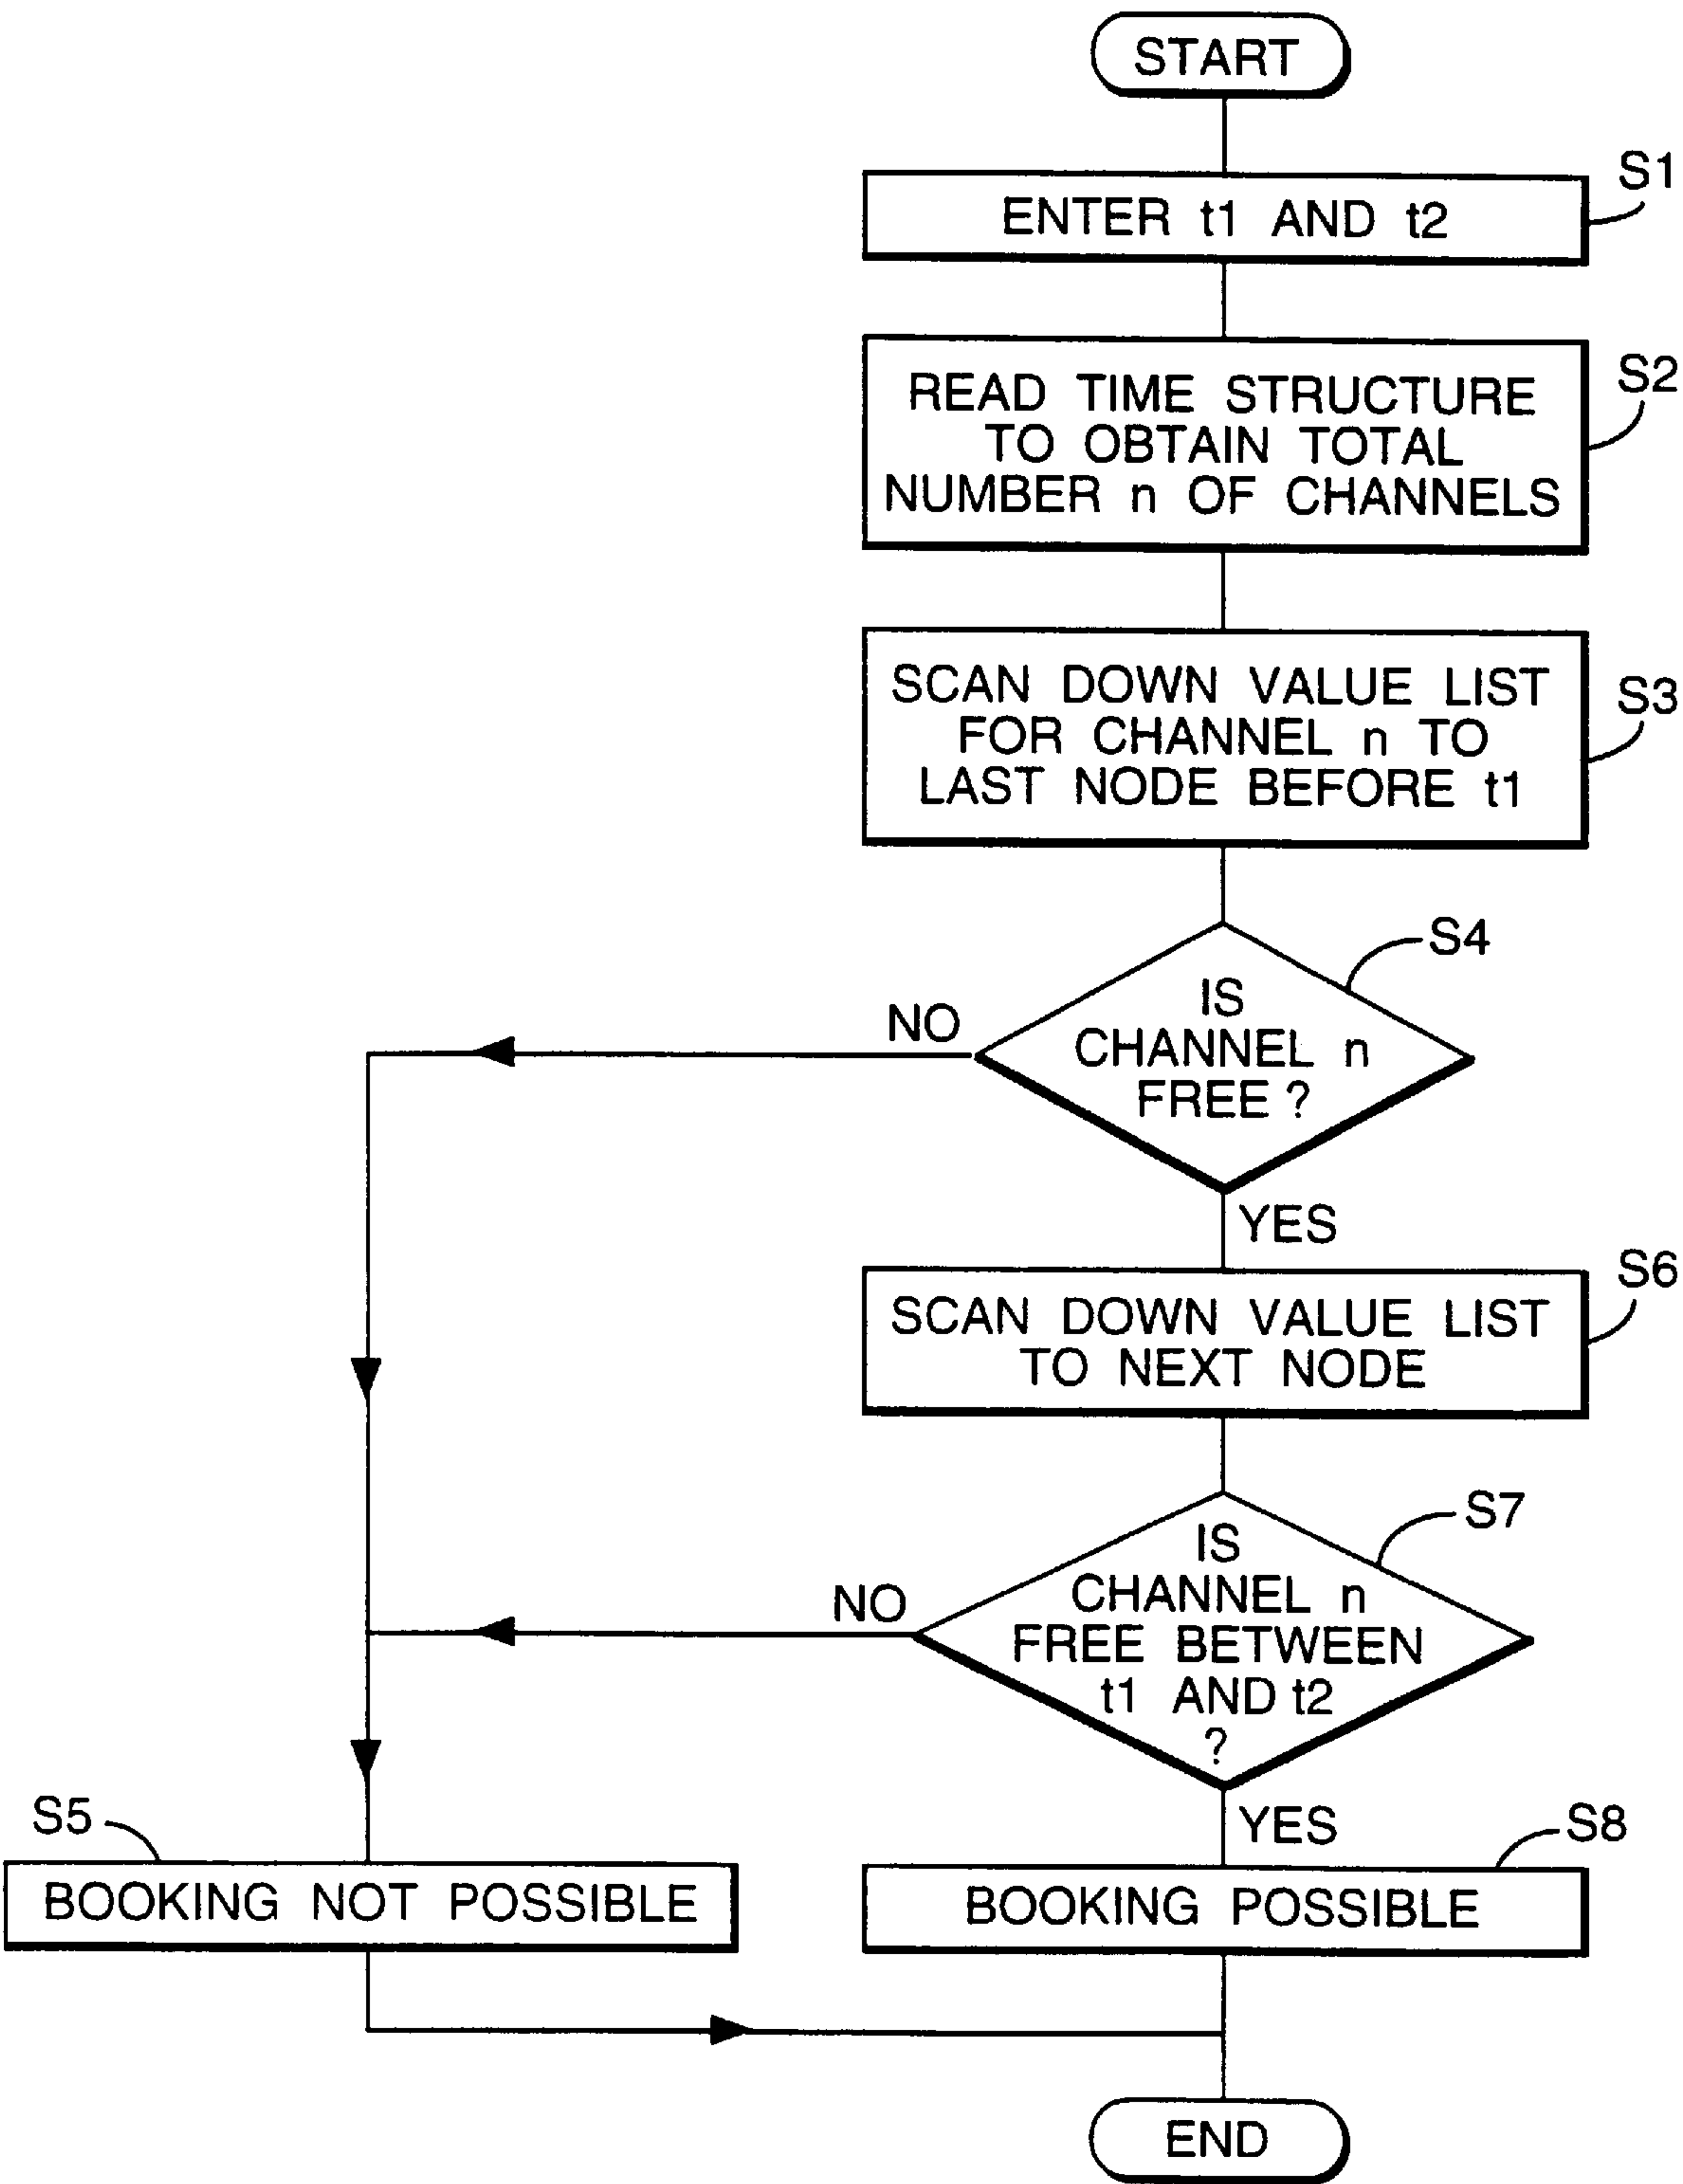 START
S1
ENTER t1 AND t2
S2
READ TIME STRUCTURE
TO OBTAIN TOTAL
NUMBER n OF CHANNELS
S3
SCAN DOWN VALUE LIST
FOR CHANNEL n TO
LAST NODE BEFORE t1
S4
IS
CHANNEL n
FREE ?
NO
YES
S6
SCAN DOWN VALUE LIST
TO NEXT NODE
S7
IS
CHANNEL n
FREE BETWEEN
t1 AND t2
?
NO
YES
S5
BOOKING NOT POSSIBLE
S8
BOOKING POSSIBLE
END